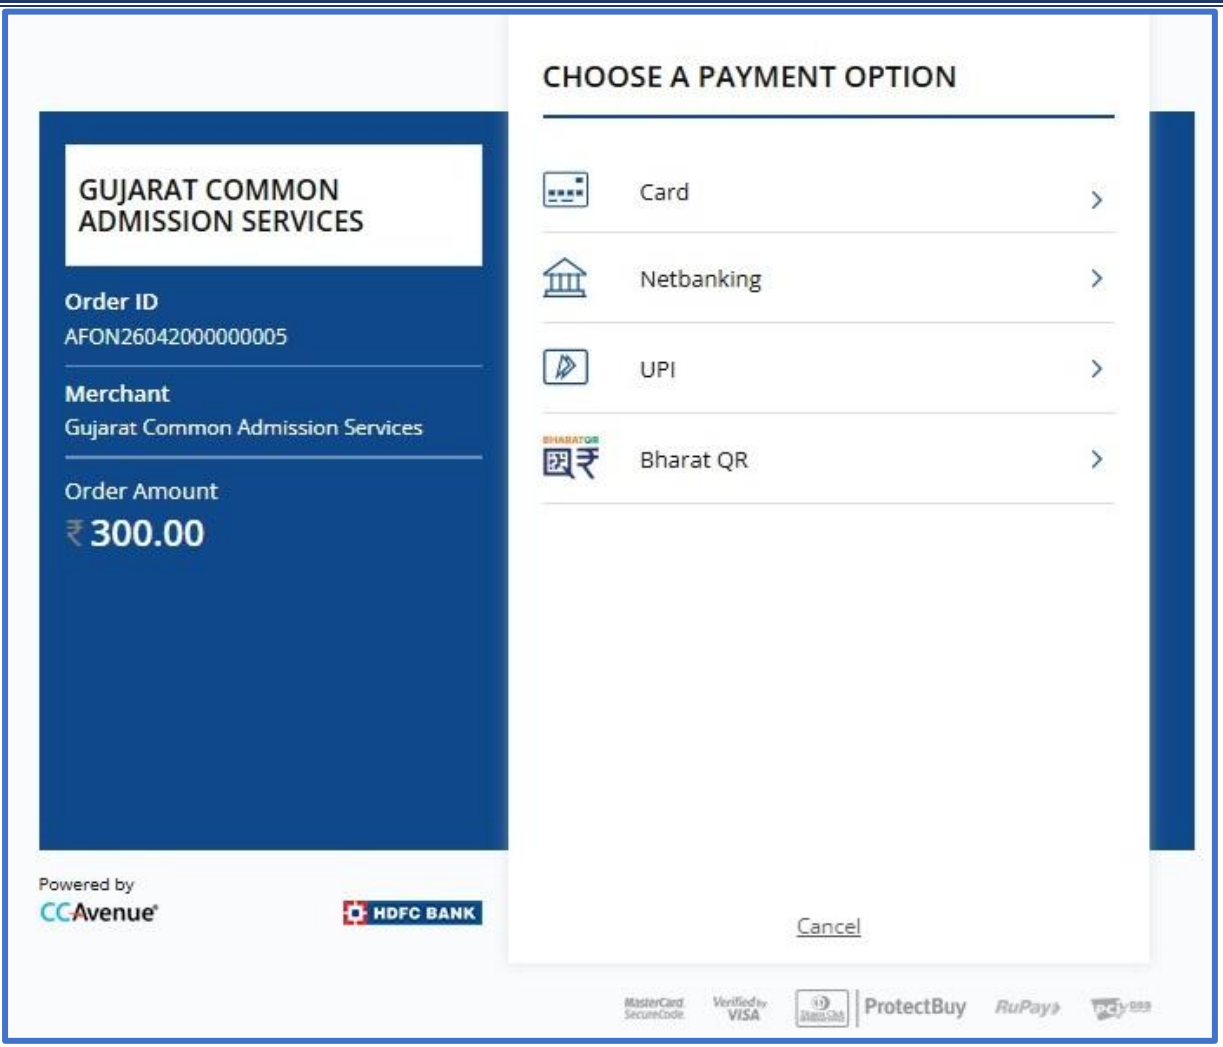 CHOOSE A PAYMENT OPTION
GUJARAT COMMON
ADMISSION SERVICES
Order ID
AFON26042000000005
Merchant
Gujarat Common Admission Services
Order Amount
₹ 300.00
Card
Netbanking
UPI
BHARATQR
Bharat QR
Powered by
CCAvenue
HDFC BANK
Cancel
MasterCard.
SecureCode.
Verified by
VISA
ProtectBuy
RuPay